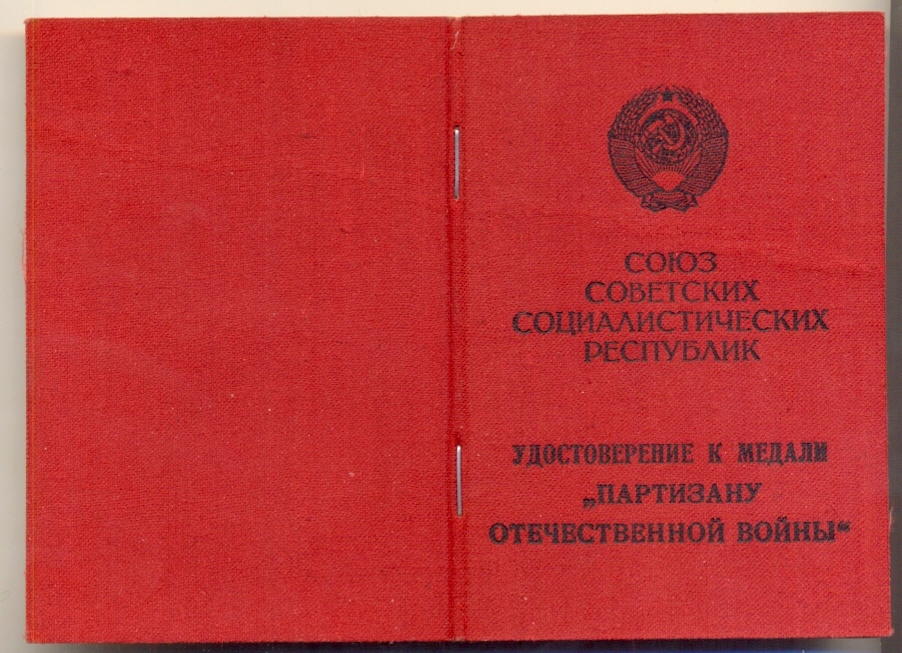 СОЮЗ
СОВЕТСКИХ
СОЦИАЛИСТИЧЕСКИХ
РЕСПУБЛИК
УДОСТОВЕРЕНИЕ К МЕДАЛИ
„ПАРТИЗАНУ
ОТЕЧЕСТВЕННОЙ ВОЙНЫ“